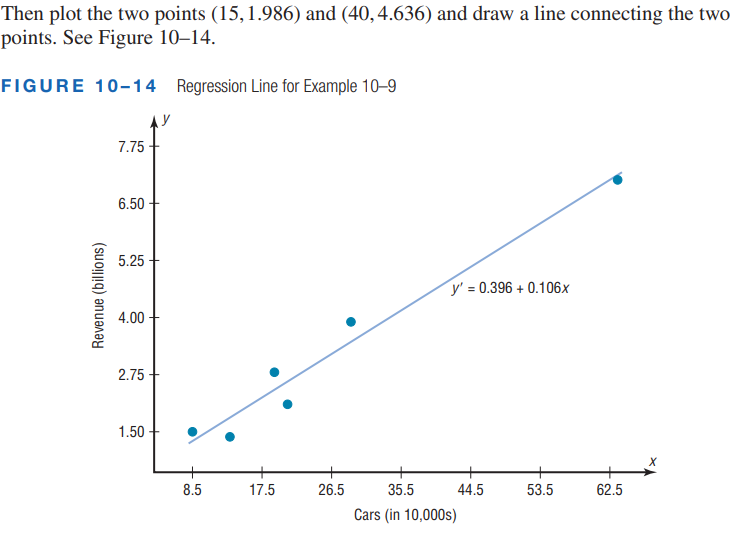 Then plot the two points (15, 1.986) and (40, 4.636) and draw a line connecting the two
points. See Figure 10–14.
FIGURE 10–14 Regression Line for Example 10–9
y
7.75
6.50
5.25
4.00
2.75
1.50
Revenue (billions)
y′ = 0.396 + 0.106x
x
8.5 17.5 26.5 35.5 44.5 53.5 62.5
Cars (in 10,000s)